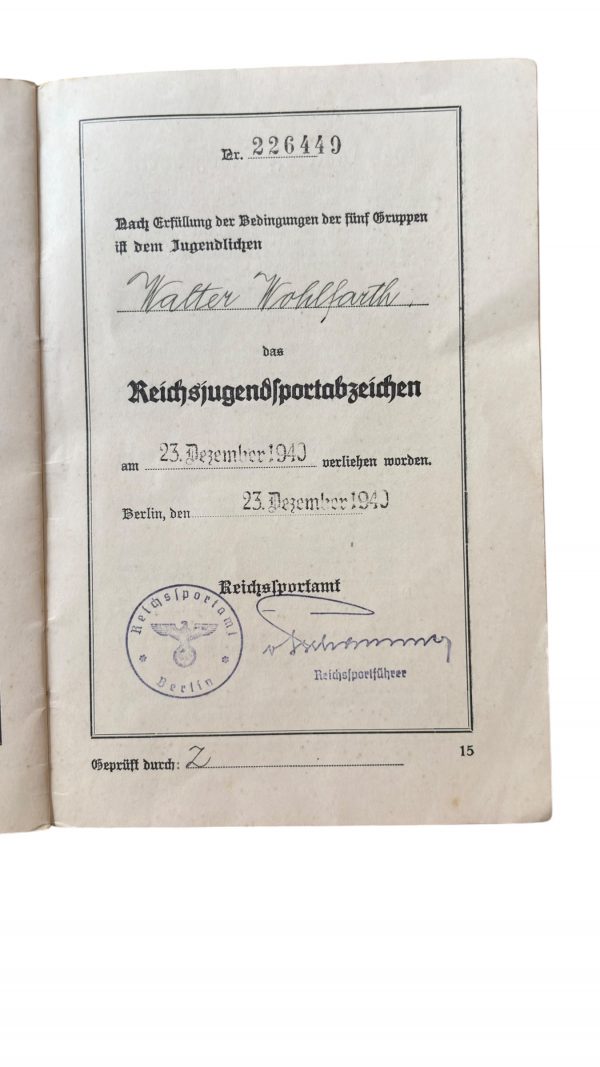 Nr. 226449
Nach Erfüllung der Bedingungen der fünf Gruppen
ist dem Jugendlichen
Walter Wohlfarth.
das
Reichsjugendsportabzeichen
am 23. Dezember 1940 verliehen worden.
Berlin, den 23. Dezember 1940
Reichssportamt
Reichssportamt
* Berlin *
v Tschammer
Reichssportführer
Geprüft durch: Z
15